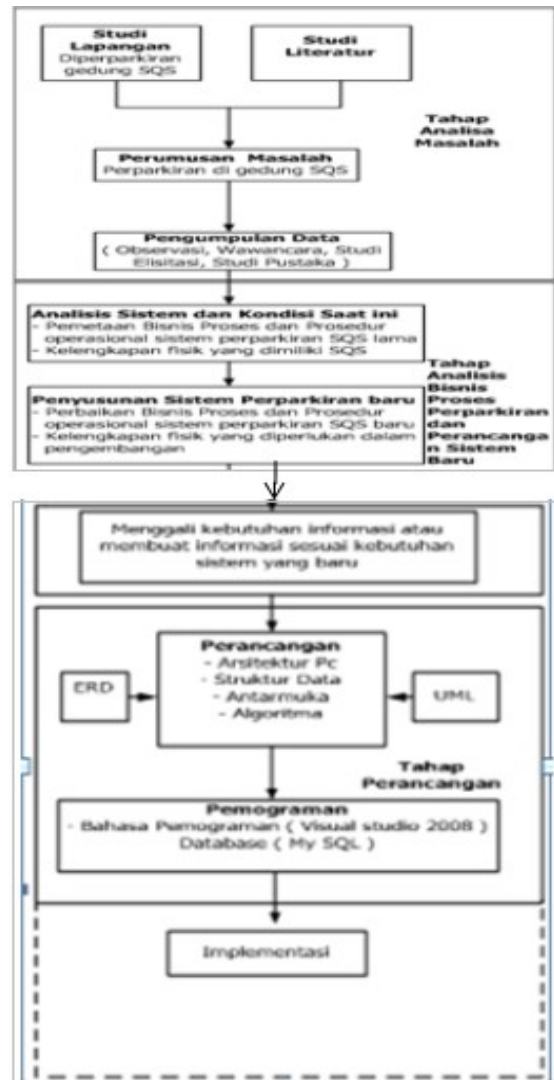 Studi
Lapangan
Diperparkiran
gedung SQS
Studi
Literatur
Tahap
Analisa
Masalah
Perumusan Masalah
Perparkiran di gedung SQS
Pengumpulan Data
( Observasi, Wawancara, Studi
Elisitasi, Studi Pustaka )
Analisis Sistem dan Kondisi Saat ini
- Pemetaan Bisnis Proses dan Prosedur
operasional sistem perparkiran SQS lama
- Kelengkapan fisik yang dimiliki SQS
Penyusunan Sistem Perparkiran baru
- Perbaikan Bisnis Proses dan Prosedur
operasional sistem perparkiran SQS baru
- Kelengkapan fisik yang diperlukan dalam
pengembangan
Tahap
Analisis
Bisnis
Proses
Perparkiran
dan
Perancanga
n Sistem
Baru
Menggali kebutuhan informasi atau
membuat informasi sesuai kebutuhan
sistem yang baru
Perancangan
- Arsitektur Pc
- Struktur Data
- Antarmuka
- Algoritma
ERD
UML
Tahap
Perancangan
Pemograman
- Bahasa Pemograman ( Visual studio 2008 )
Database ( My SQL )
Implementasi